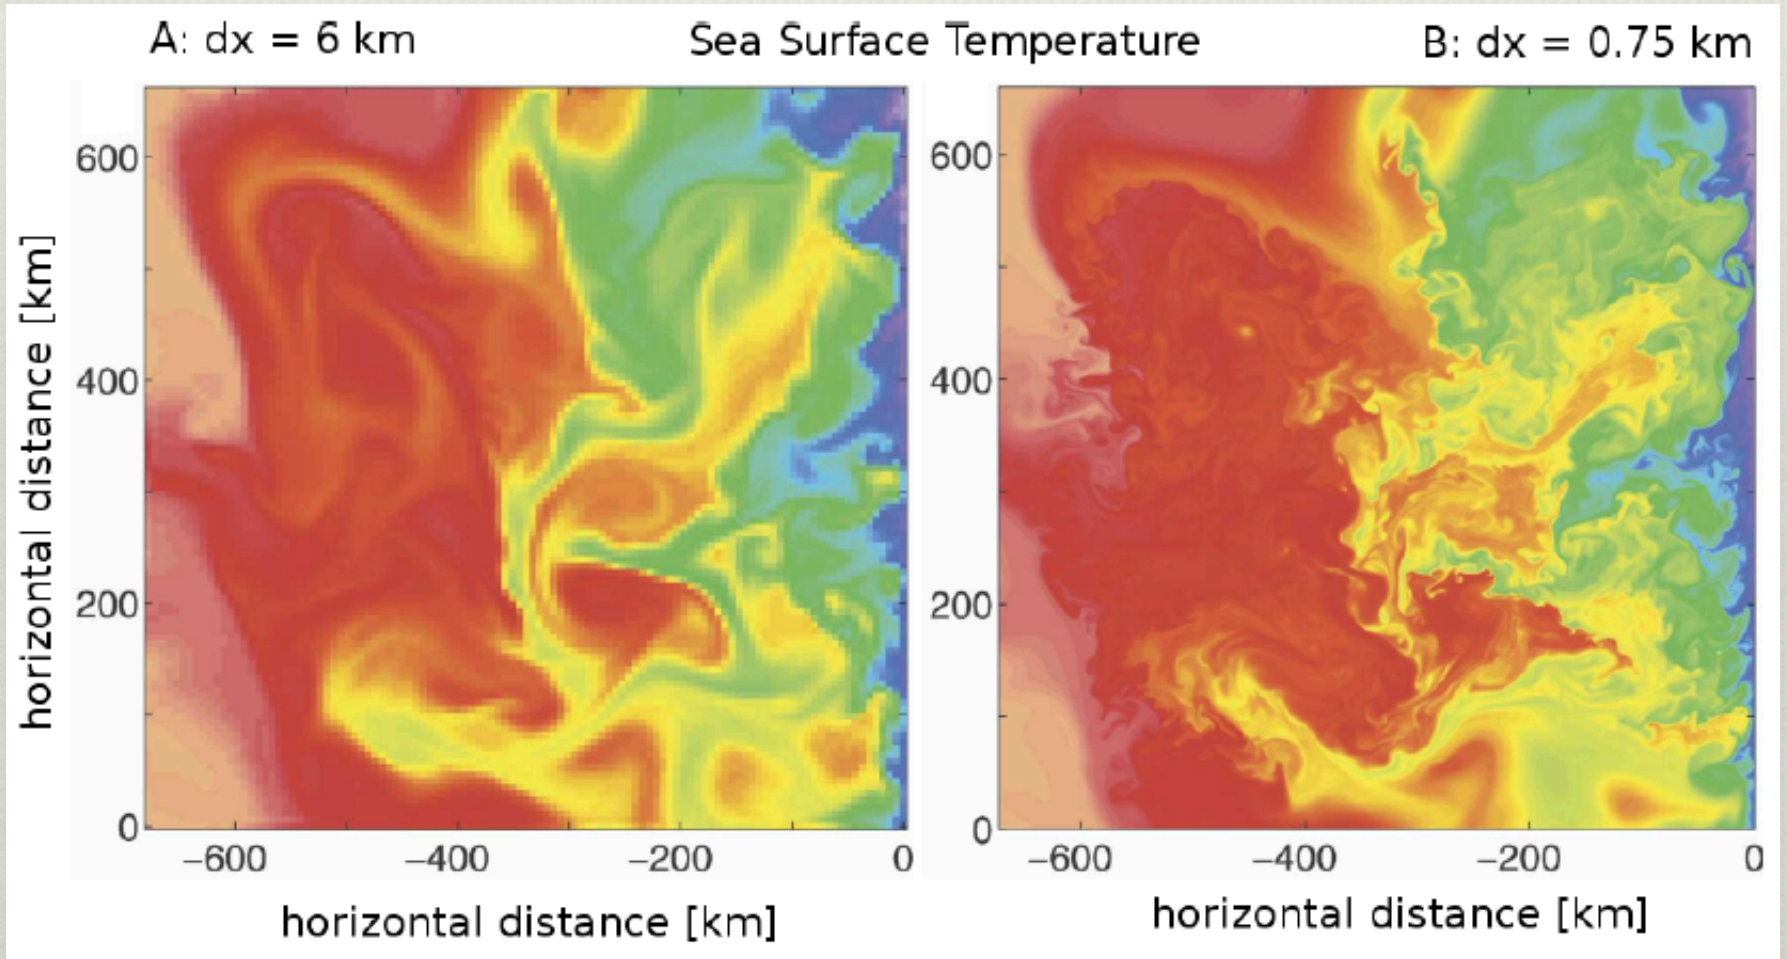 A: dx = 6 km
Sea Surface Temperature
B: dx = 0.75 km
horizontal distance [km]
600
400
200
0
−600
−400
−200
0
horizontal distance [km]
600
400
200
0
−600
−400
−200
0
horizontal distance [km]